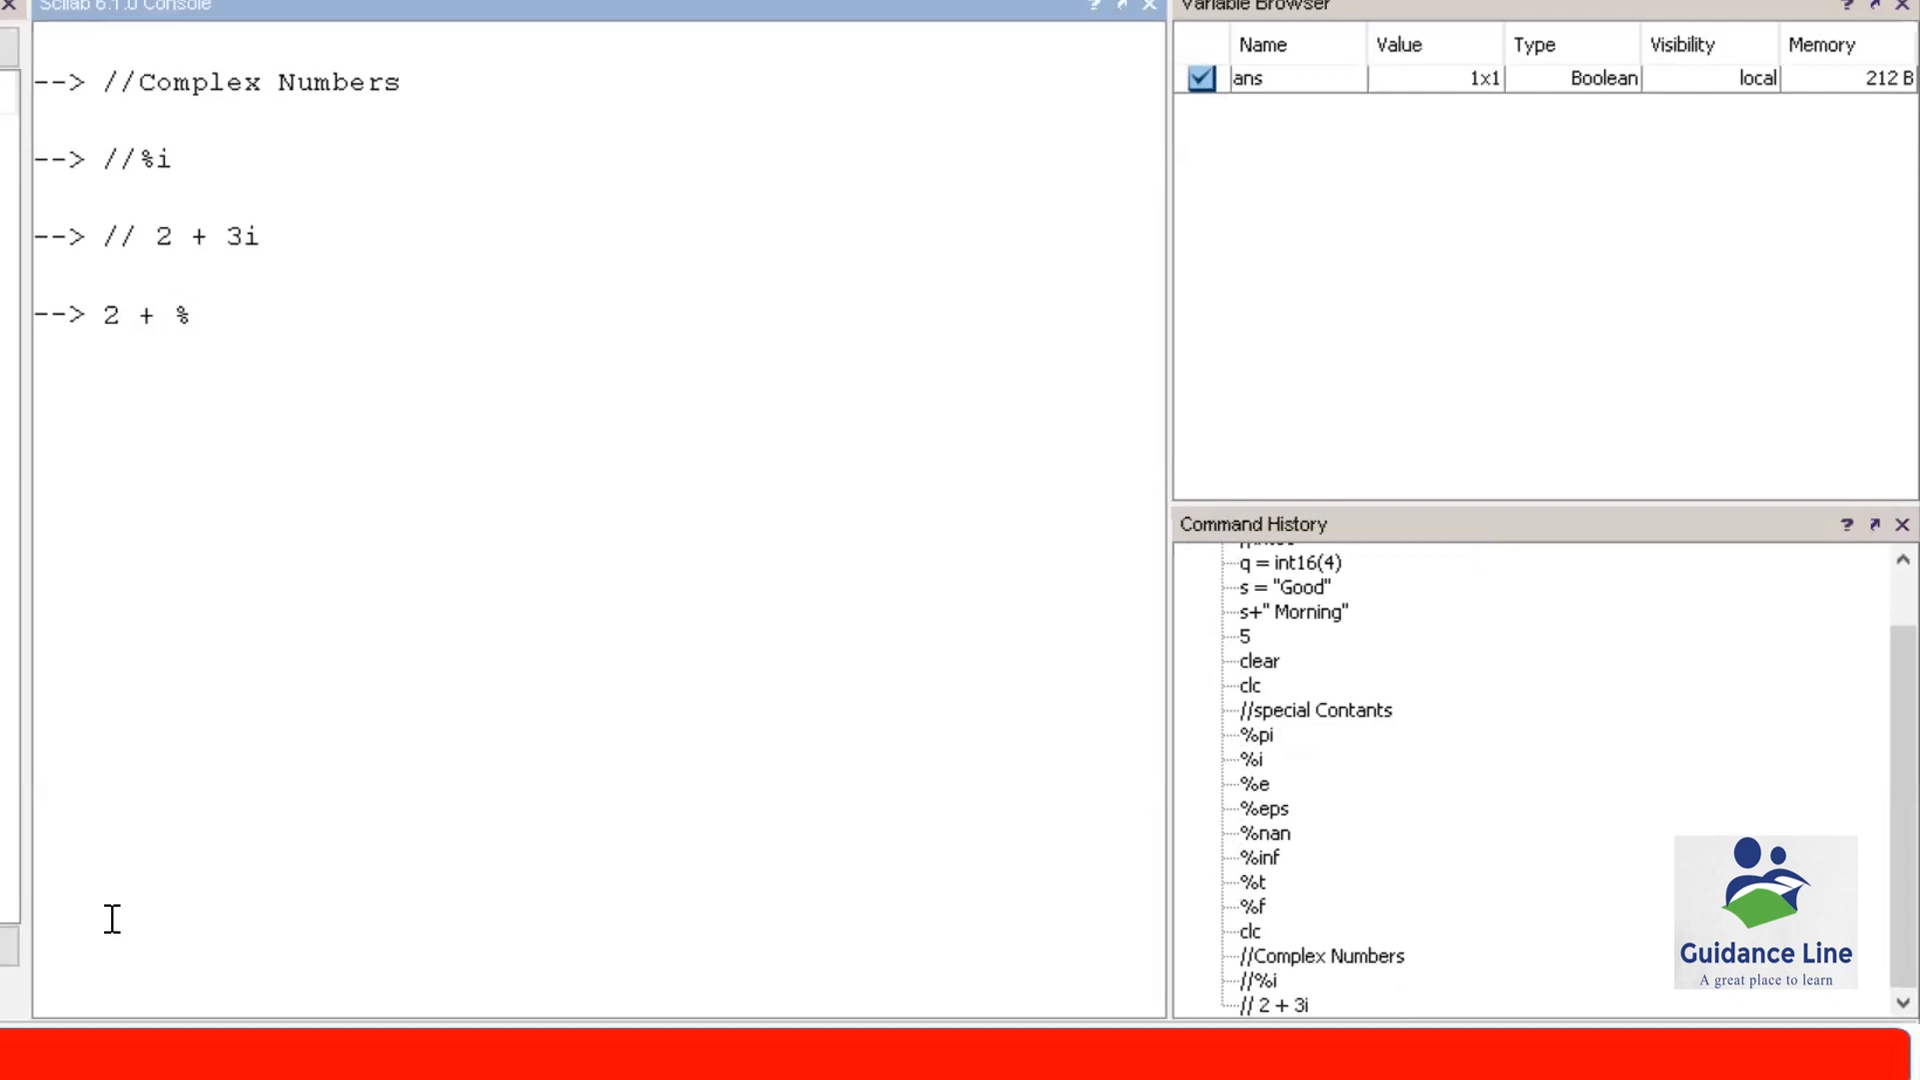 Scilab 6.1.0 Console
--> //Complex Numbers
--> //%i
--> // 2 + 3i
--> 2 + %
Variable Browser
Name Value Type Visibility Memory
ans 1x1 Boolean local 212 B
Command History
q = int16(4)
s = "Good"
s+" Morning"
5
clear
clc
//special Contants
%pi
%i
%e
%eps
%nan
%inf
%t
%f
clc
//Complex Numbers
//%i
// 2 + 3i
Guidance Line
A great place to learn